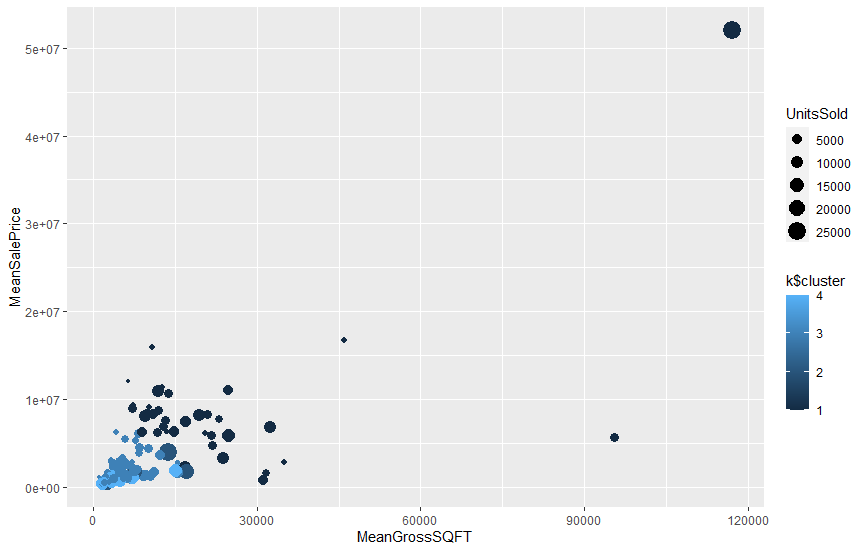 5e+07
4e+07
3e+07
2e+07
1e+07
0e+00
MeanSalePrice
0
30000
60000
90000
120000
MeanGrossSQFT
UnitsSold
5000
10000
15000
20000
25000
k$cluster
4
3
2
1